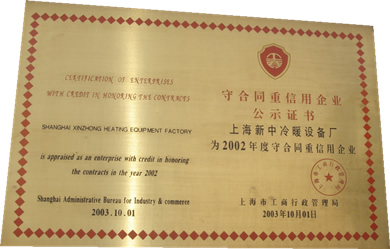 CERTIFICATION OF ENTERPRISES
WITH CREDIT IN HONORING THE CONTRACTS
SHANGHAI XINZHONG HEATING EQUIPMENT FACTORY
is appraised as an enterprise with credit in honoring
the contracts in the year 2002
Shanghai Administrative Bureau for Industry & commerce
2003.10.01
守合同重信用企业
公示证书
上海新中冷暖设备厂
为2002年度守合同重信用企业
上海市工商行政管理局
2003年10月01日